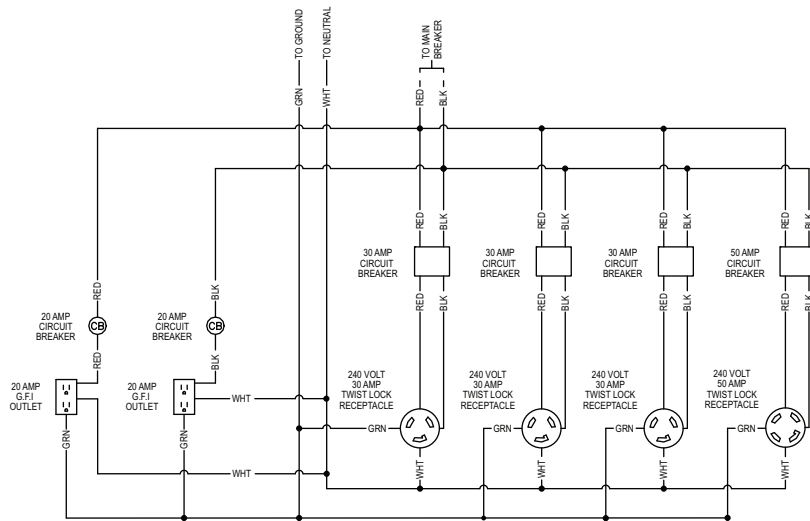 TO GROUND
TO NEUTRAL
TO MAIN
BREAKER
GRN
WHT
RED
BLK
RED
BLK
RED
BLK
RED
BLK
RED
BLK
30 AMP
CIRCUIT
BREAKER
30 AMP
CIRCUIT
BREAKER
30 AMP
CIRCUIT
BREAKER
50 AMP
CIRCUIT
BREAKER
RED
BLK
RED
BLK
RED
BLK
RED
BLK
RED
BLK
20 AMP
CIRCUIT
BREAKER
CB
20 AMP
CIRCUIT
BREAKER
CB
RED
BLK
20 AMP
G.F.I
OUTLET
20 AMP
G.F.I
OUTLET
240 VOLT
30 AMP
TWIST LOCK
RECEPTACLE
240 VOLT
30 AMP
TWIST LOCK
RECEPTACLE
240 VOLT
30 AMP
TWIST LOCK
RECEPTACLE
240 VOLT
50 AMP
TWIST LOCK
RECEPTACLE
WHT
GRN
GRN
GRN
GRN
GRN
GRN
WHT
WHT
WHT
WHT
WHT